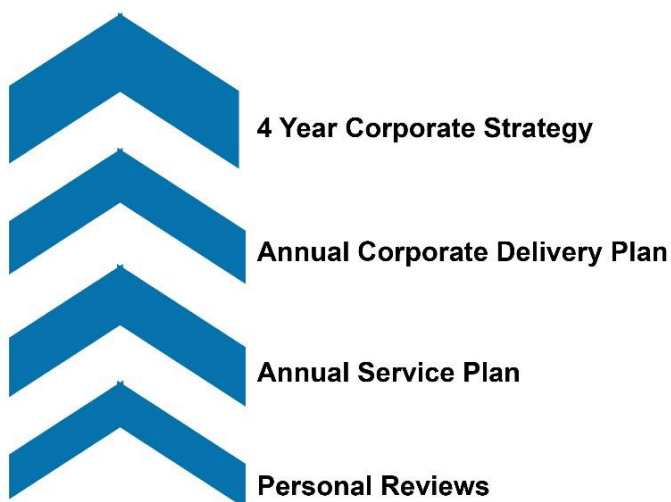 4 Year Corporate Strategy
Annual Corporate Delivery Plan
Annual Service Plan
Personal Reviews